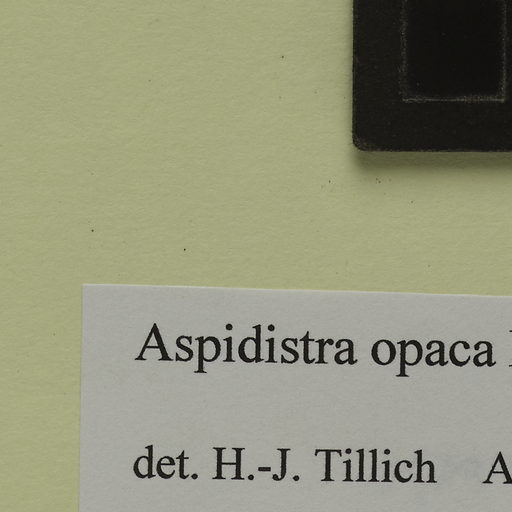 Aspidistra opaca
det. H.-J. Tillich